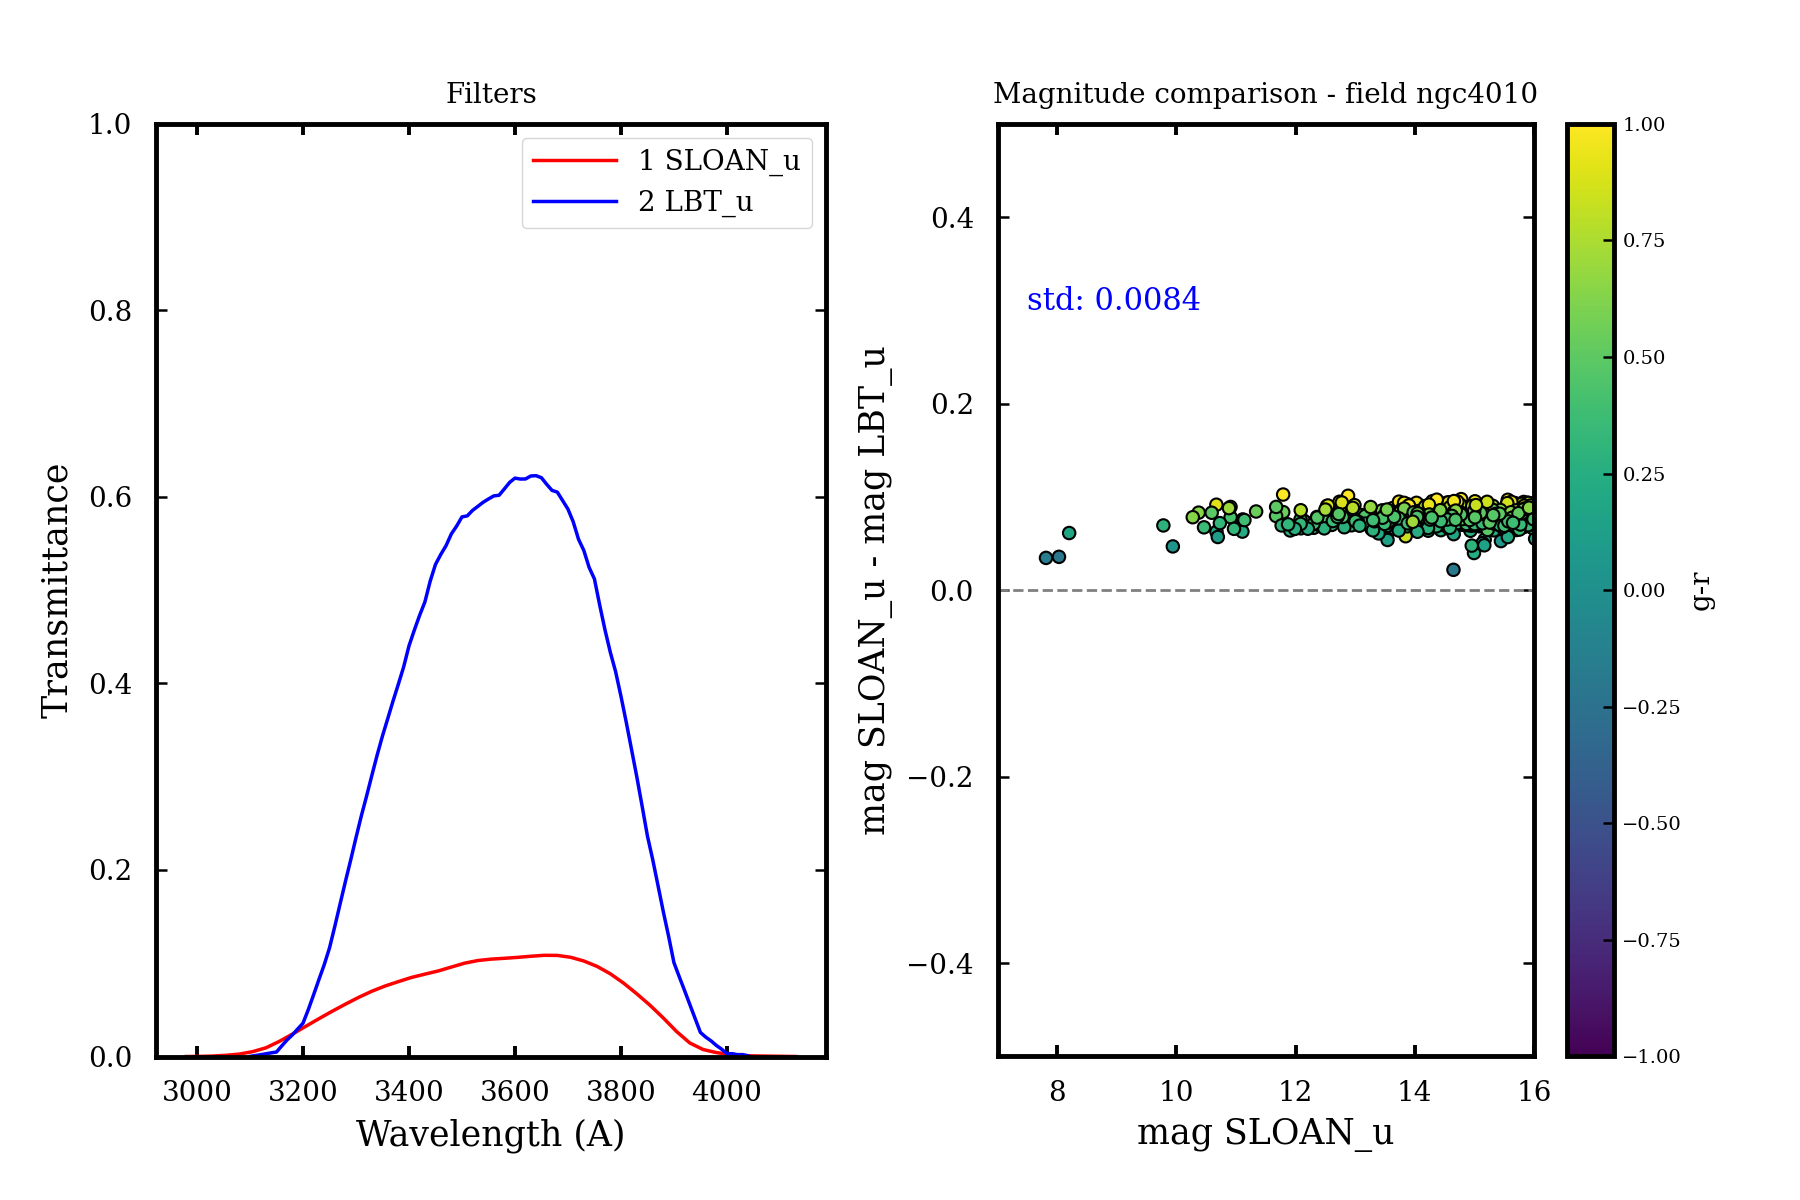 Filters
1.0
0.8
0.6
0.4
0.2
0.0
Transmittance
1 SLOAN_u
2 LBT_u
3000 3200 3400 3600 3800 4000
Wavelength (A)
Magnitude comparison - field ngc4010
0.4
0.2
0.0
−0.2
−0.4
mag SLOAN_u - mag LBT_u
std: 0.0084
8 10 12 14 16
mag SLOAN_u
1.00
0.75
0.50
0.25
0.00
−0.25
−0.50
−0.75
−1.00
g-r